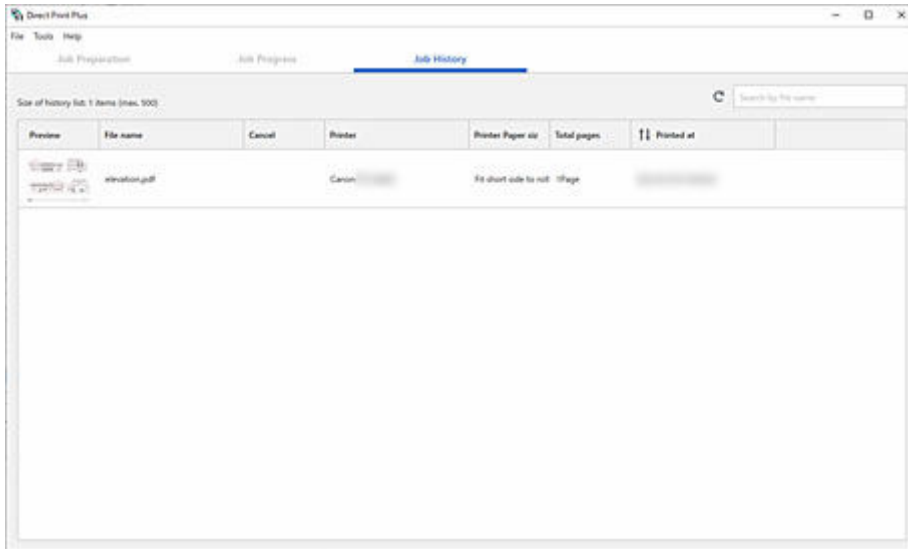 Direct Print Plus
File Tools Help
Job Preparation Job Progress Job History
Size of history list: 1 items (max. 500)
Search by file name
Preview File name Cancel Printer Printer Paper siz Total pages Printed at
elevation.pdf Canon Fit short side to roll 1Page